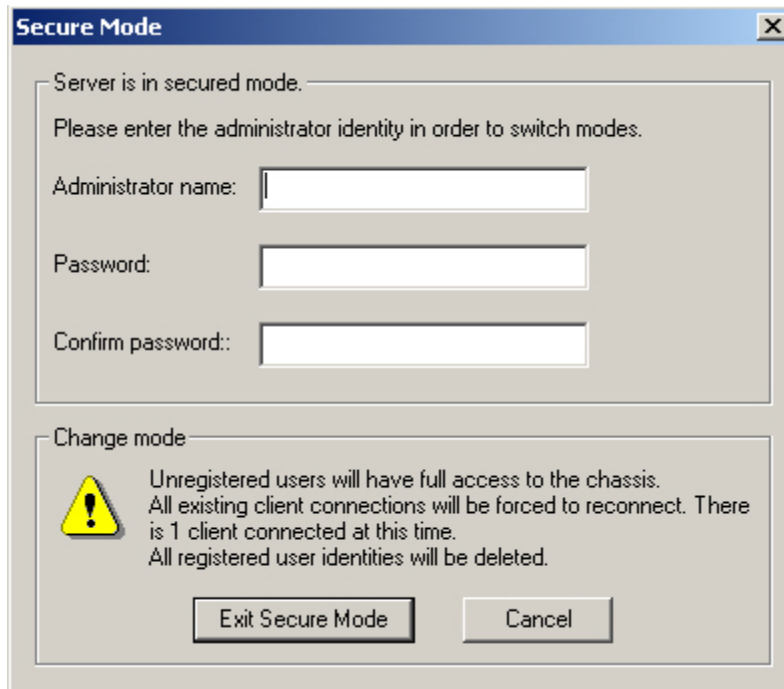 Secure Mode
Server is in secured mode.
Please enter the administrator identity in order to switch modes.
Administrator name:
Password:
Confirm password::
Change mode
Unregistered users will have full access to the chassis.
All existing client connections will be forced to reconnect. There
is 1 client connected at this time.
All registered user identities will be deleted.
Exit Secure Mode
Cancel